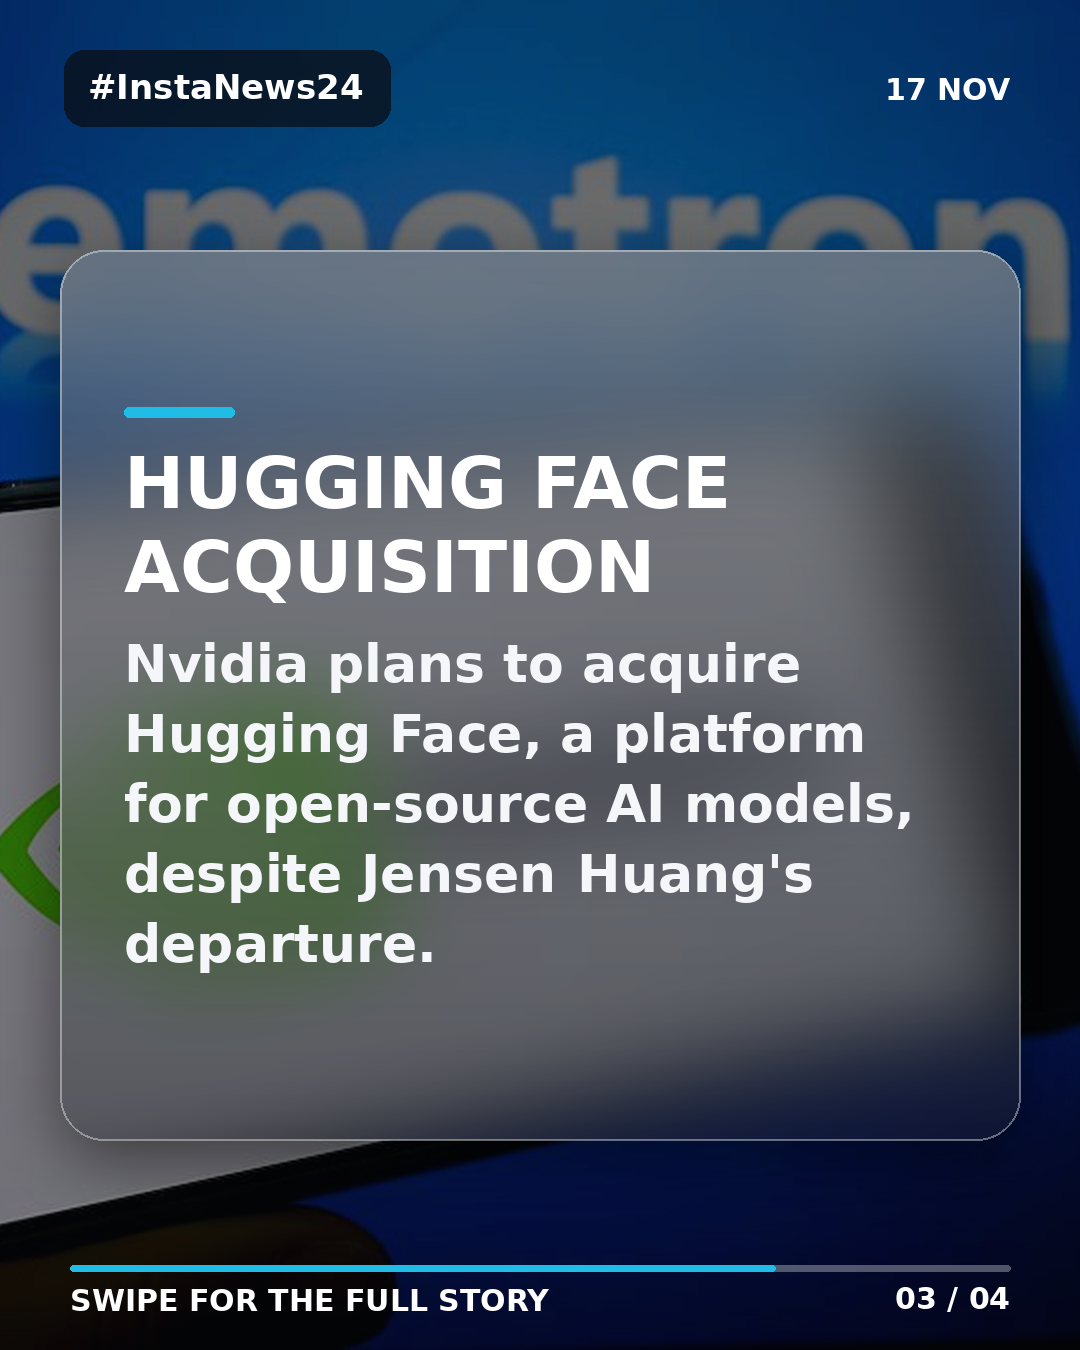 #InstaNews24
17 NOV
emotron
HUGGING FACE
ACQUISITION
Nvidia plans to acquire
Hugging Face, a platform
for open-source AI models,
despite Jensen Huang's
departure.
SWIPE FOR THE FULL STORY
03 / 04